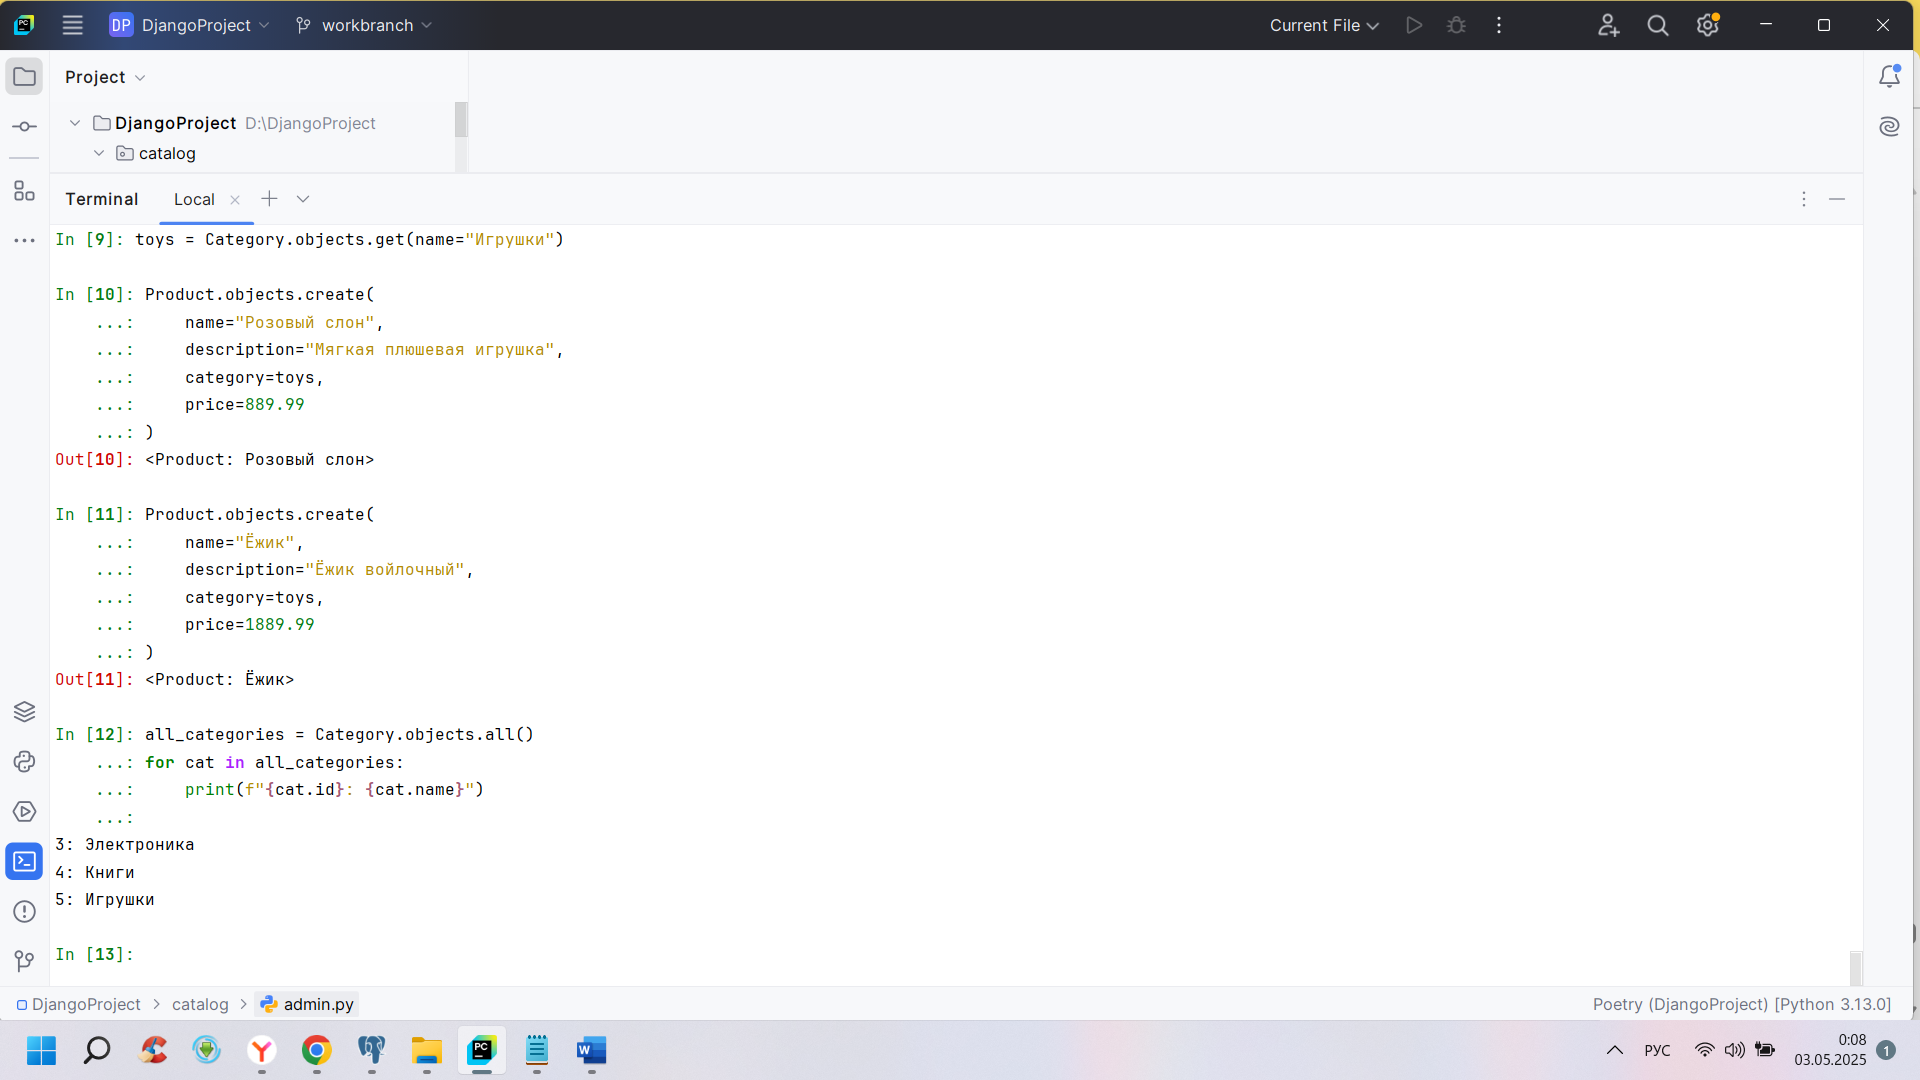 DP DjangoProject workbranch Current File
Project
DjangoProject D:\DjangoProject
catalog
Terminal Local
In [9]: toys = Category.objects.get(name="Игрушки")
In [10]: Product.objects.create(
...: name="Розовый слон",
...: description="Мягкая плюшевая игрушка",
...: category=toys,
...: price=889.99
...: )
Out[10]: <Product: Розовый слон>
In [11]: Product.objects.create(
...: name="Ёжик",
...: description="Ёжик войлочный",
...: category=toys,
...: price=1889.99
...: )
Out[11]: <Product: Ёжик>
In [12]: all_categories = Category.objects.all()
...: for cat in all_categories:
...: print(f"{cat.id}: {cat.name}")
...:
3: Электроника
4: Книги
5: Игрушки
In [13]:
DjangoProject > catalog > admin.py Poetry (DjangoProject) [Python 3.13.0]
РУС 0:08
03.05.2025 1